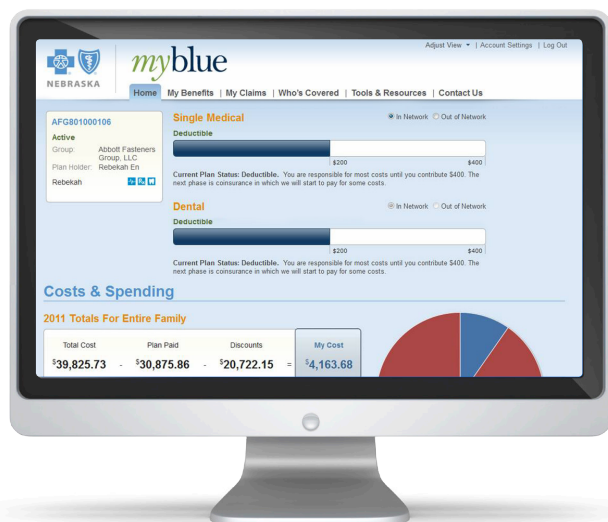 Adjust View ▾ | Account Settings | Log Out
myblue
NEBRASKA
Home | My Benefits | My Claims | Who's Covered | Tools & Resources | Contact Us
AFG801000106
Active
Group: Abbott Fasteners
Group, LLC
Plan Holder: Rebekah En
Rebekah
Single Medical
In Network Out of Network
Deductible
$200 $400
Current Plan Status: Deductible. You are responsible for most costs until you contribute $400. The
next phase is coinsurance in which we will start to pay for some costs.
Dental
In Network Out of Network
Deductible
$200 $400
Current Plan Status: Deductible. You are responsible for most costs until you contribute $400. The
next phase is coinsurance in which we will start to pay for some costs.
Costs & Spending
2011 Totals For Entire Family
Total Cost Plan Paid Discounts My Cost
$39,825.73 - $30,875.86 - $20,722.15 = $4,163.68